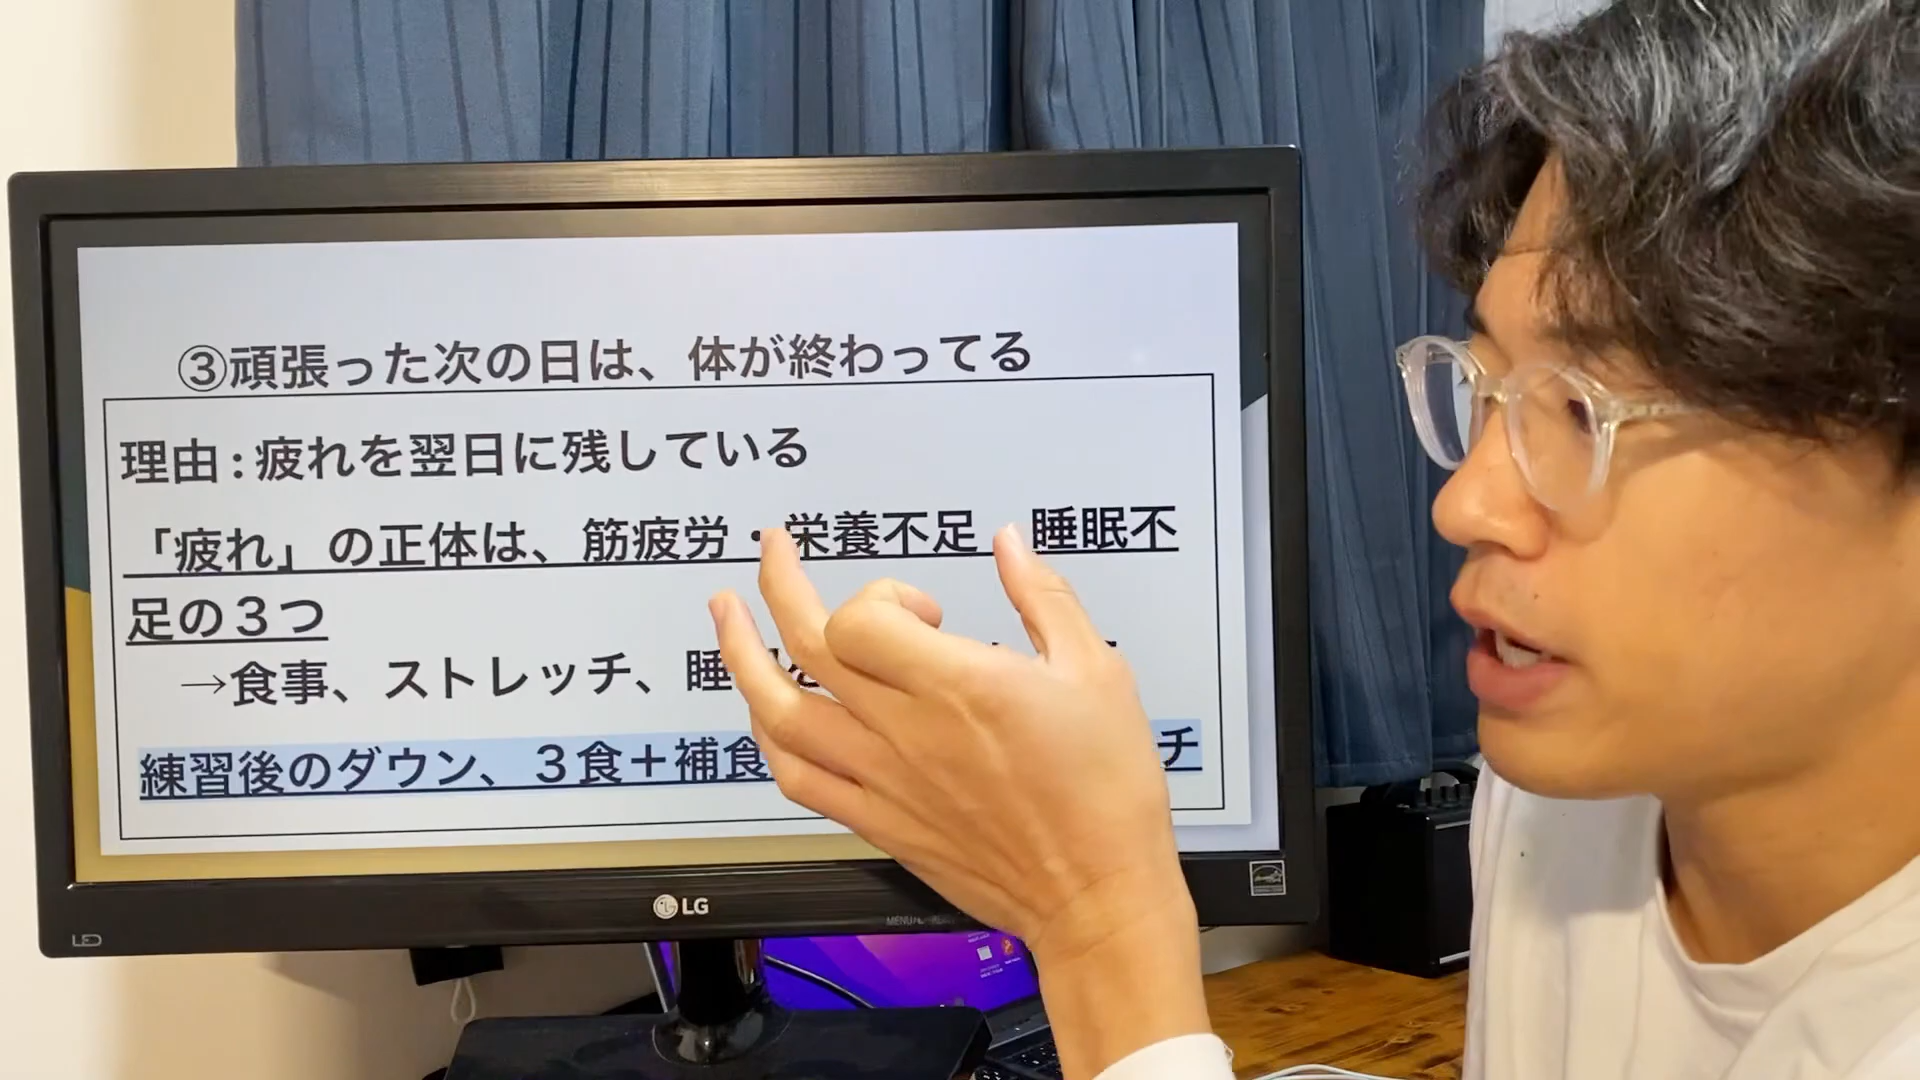 ③頑張った次の日は、体が終わってる
理由:疲れを翌日に残している
「疲れ」の正体は、筋疲労・栄養不足 睡眠不
足の3つ
→食事、ストレッチ、睡
練習後のダウン、3食+補食 チ
LG
LED
MENU